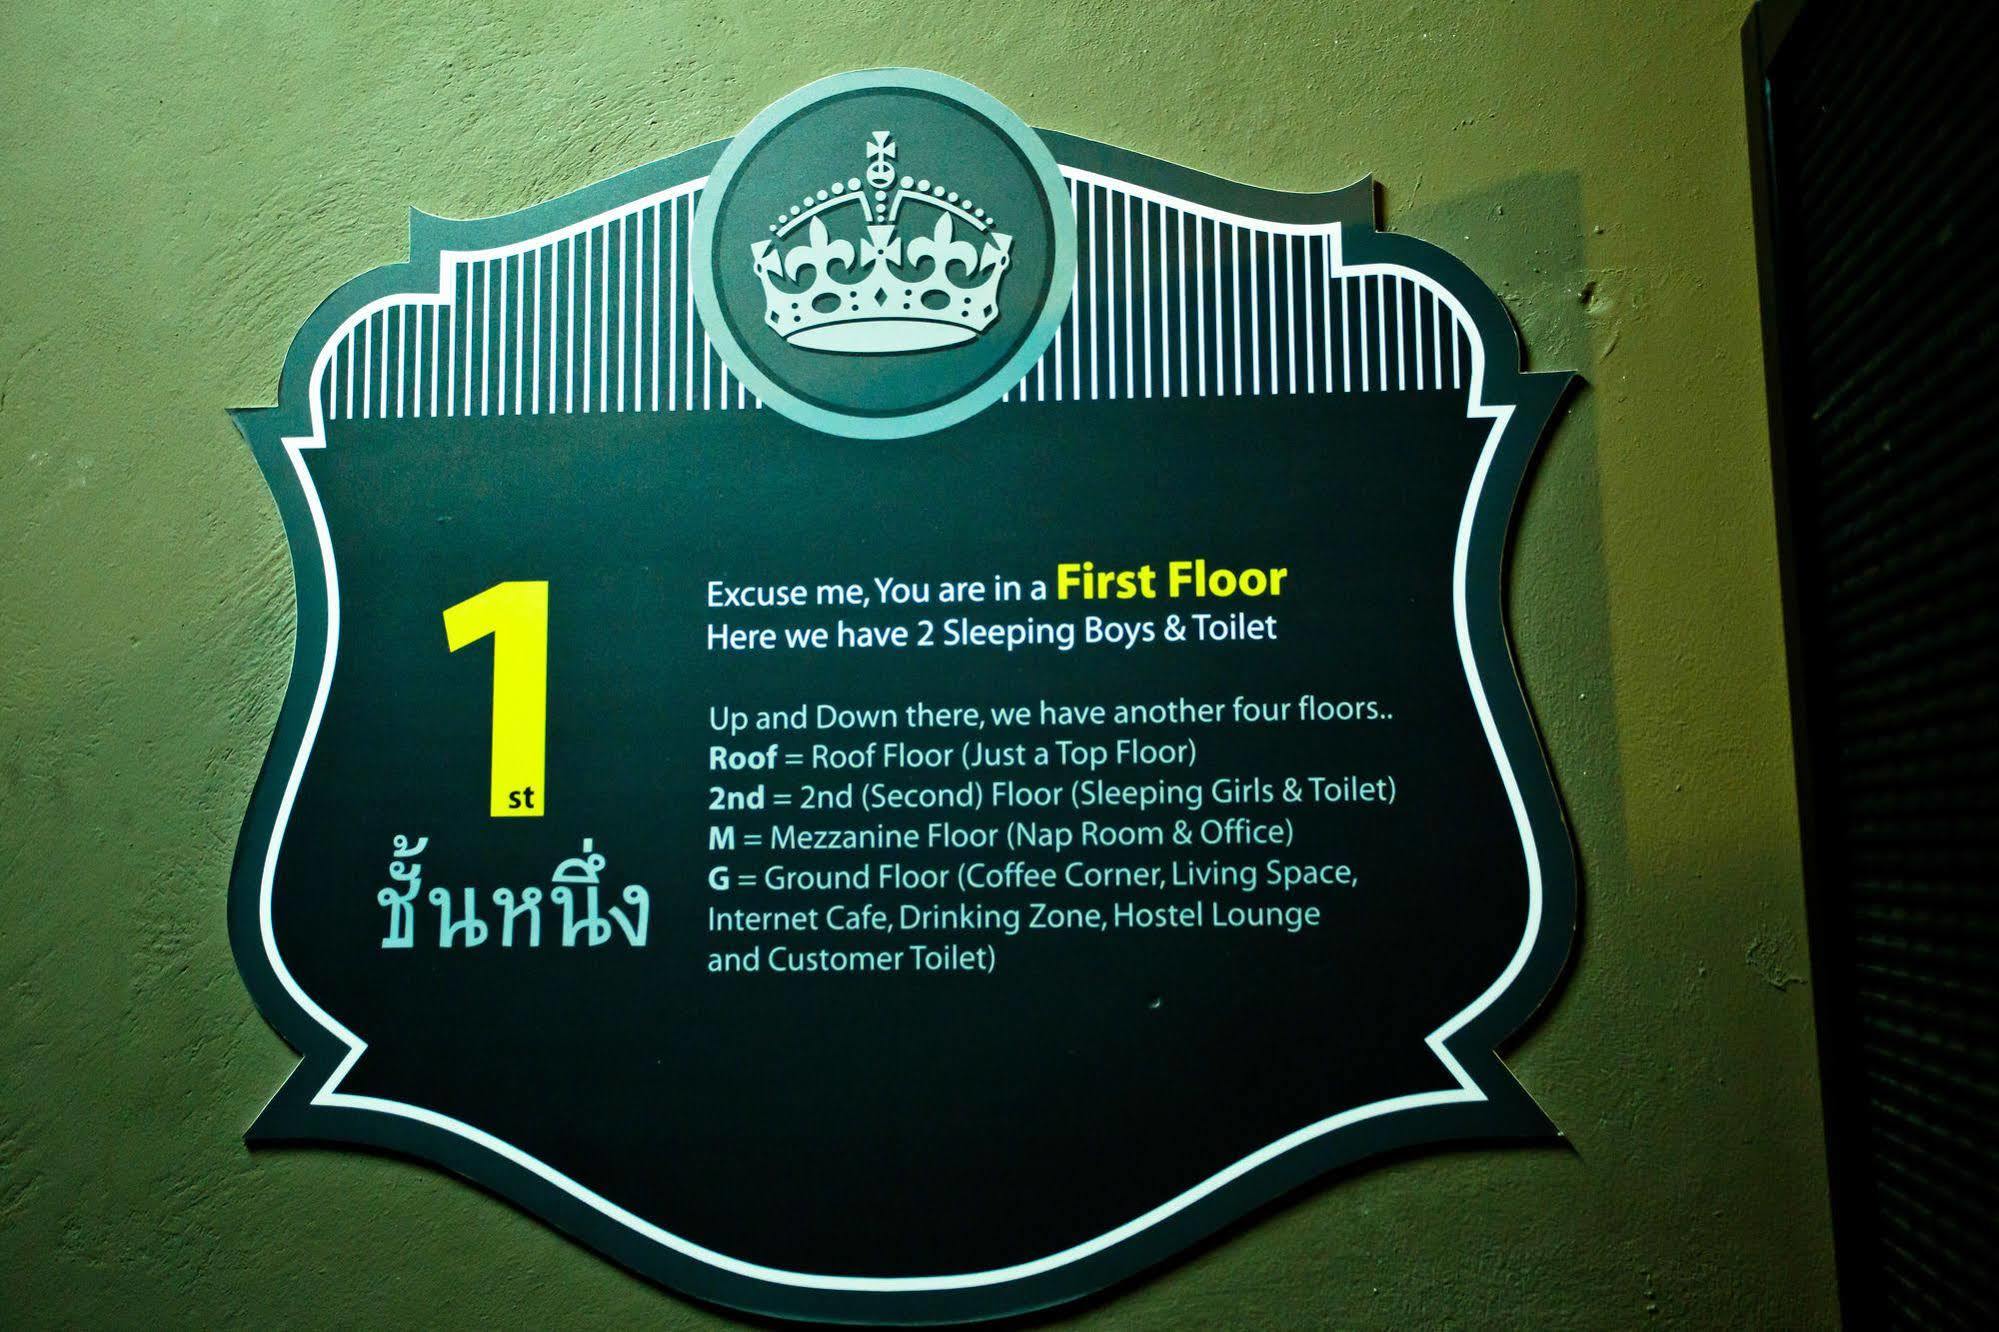 1st
ชั้นหนึ่ง
Excuse me, You are in a First Floor
Here we have 2 Sleeping Boys & Toilet
Up and Down there, we have another four floors..
Roof = Roof Floor (Just a Top Floor)
2nd = 2nd (Second) Floor (Sleeping Girls & Toilet)
M = Mezzanine Floor (Nap Room & Office)
G = Ground Floor (Coffee Corner, Living Space,
Internet Cafe, Drinking Zone, Hostel Lounge
and Customer Toilet)